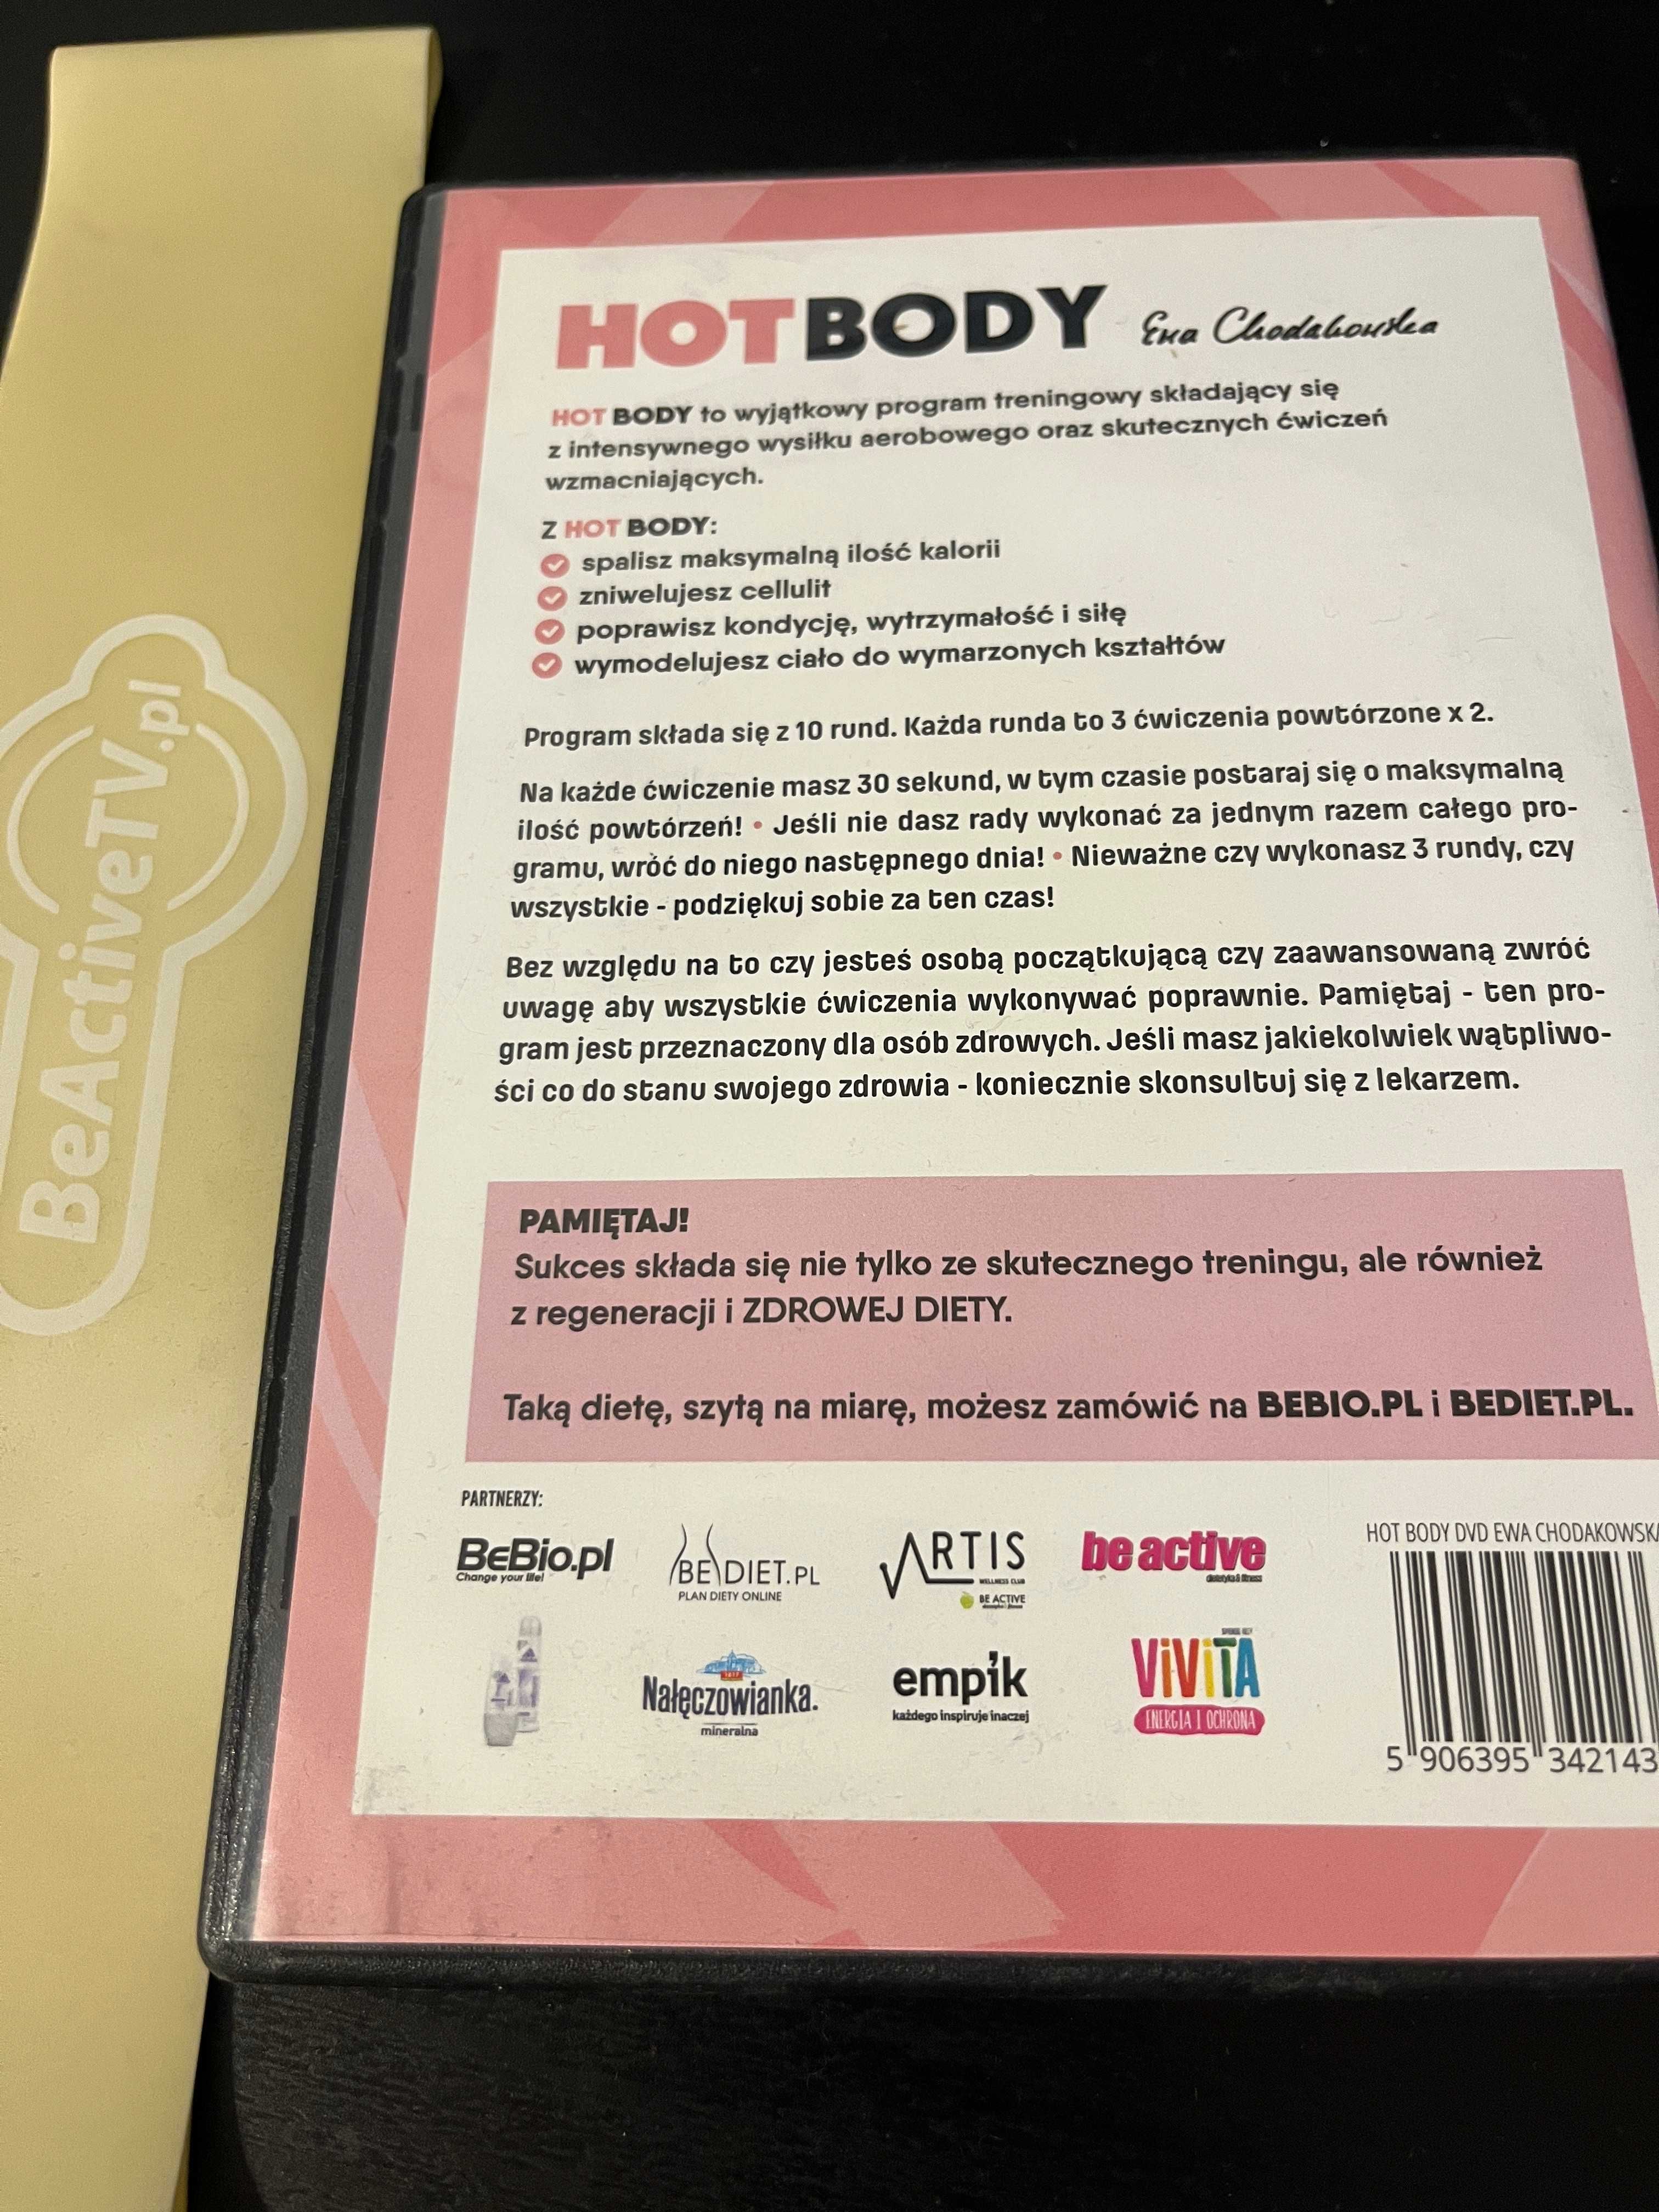 BeActiveTV.pl
HOTBODY Ewa Chodakowska
HOT BODY to wyjątkowy program treningowy składający się
z intensywnego wysiłku aerobowego oraz skutecznych ćwiczeń
wzmacniających.
Z HOT BODY:
spalisz maksymalną ilość kalorii
zniwelujesz cellulit
poprawisz kondycję, wytrzymałość i siłę
wymodelujesz ciało do wymarzonych kształtów
Program składa się z 10 rund. Każda runda to 3 ćwiczenia powtórzone x 2.
Na każde ćwiczenie masz 30 sekund, w tym czasie postaraj się o maksymalną
ilość powtórzeń! • Jeśli nie dasz rady wykonać za jednym razem całego pro-
gramu, wróć do niego następnego dnia! • Nieważne czy wykonasz 3 rundy, czy
wszystkie - podziękuj sobie za ten czas!
Bez względu na to czy jesteś osobą początkującą czy zaawansowaną zwróć
uwagę aby wszystkie ćwiczenia wykonywać poprawnie. Pamiętaj - ten pro-
gram jest przeznaczony dla osób zdrowych. Jeśli masz jakiekolwiek wątpliwo-
ści co do stanu swojego zdrowia - koniecznie skonsultuj się z lekarzem.
PAMIĘTAJ!
Sukces składa się nie tylko ze skutecznego treningu, ale również
z regeneracji i ZDROWEJ DIETY.
Taką dietę, szytą na miarę, możesz zamówić na BEBIO.PL i BEDIET.PL.
PARTNERZY:
BeBio.pl
Change your life!
BE DIET.PL
PLAN DIETY ONLINE
ARTIS
WELLNESS CLUB
BE ACTIVE
be active
dietetyka & fitness
HOT BODY DVD EWA CHODAKOWSKA
1817
Nałęczowianka.
mineralna
empik
każdego inspiruje inaczej
ViViTA
ENERGIA I OCHRONA
5 906395 342143